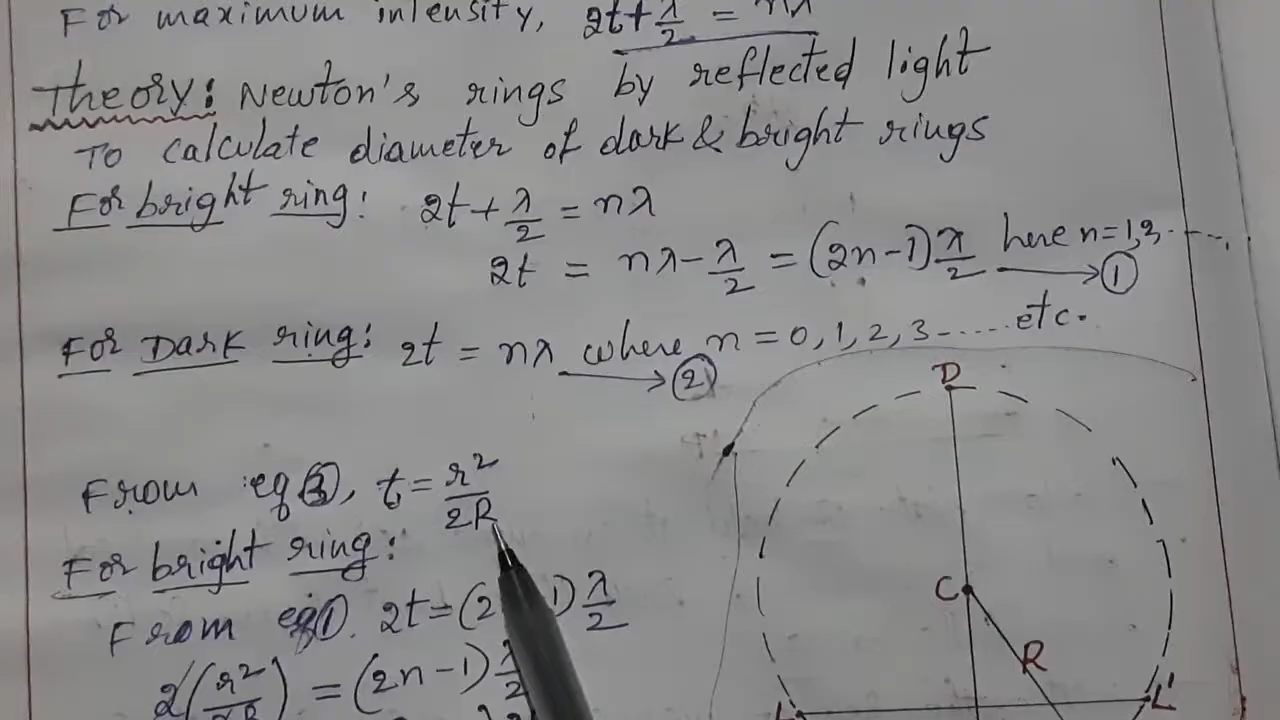 For maximum intensity, 2t+λ/2 = nλ
Theory: Newton's rings by reflected light
To calculate diameter of dark & bright rings
For bright ring: 2t+λ/2 = nλ
2t = nλ-λ/2 = (2n-1)λ/2 here n=1,2,.... → ①
For Dark ring: 2t = nλ where n = 0,1,2,3-.....etc.
→ ②
D
From eq ③, t = r²/2R
For bright ring:
C
From eq①. 2t=( 1)λ/2
R
2(r²/2R) = (2n-1)λ/2
L'